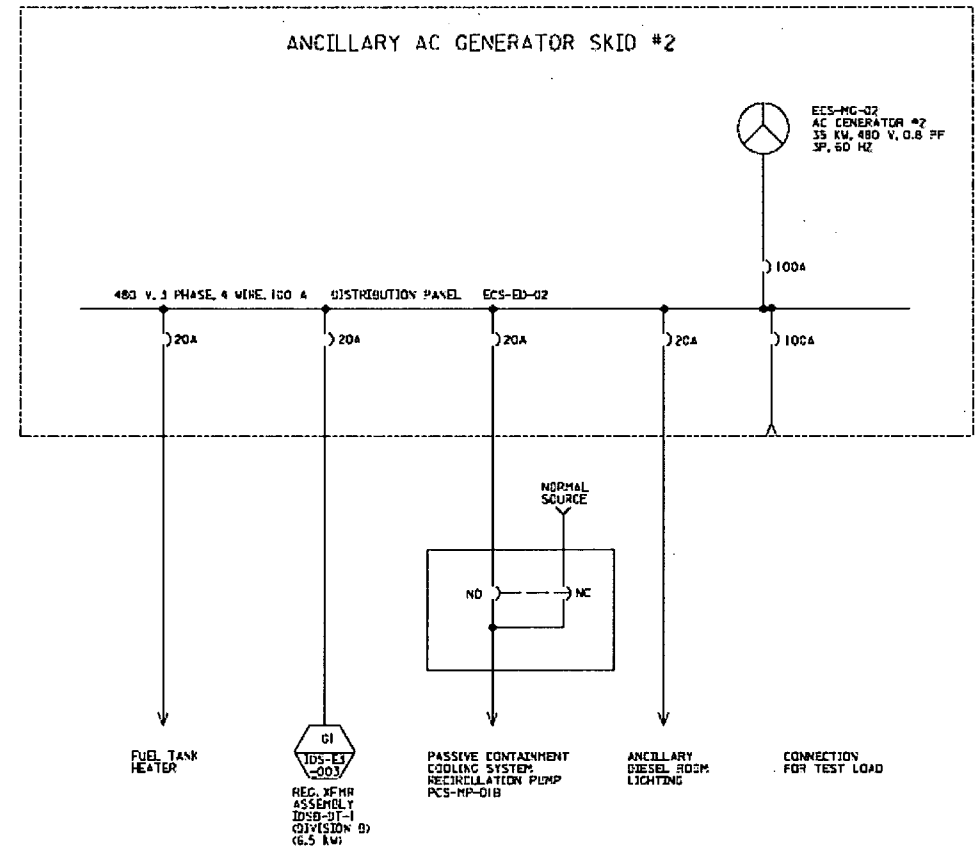 ANCILLARY AC GENERATOR SKID #2
ECS-MG-02
AC GENERATOR #2
35 KW, 480 V, 0.8 PF
3P, 60 HZ
100A
480 V, 3 PHASE, 4 WIRE, 100 A DISTRIBUTION PANEL ECS-ED-02
20A
20A
20A
20A
100A
NORMAL
SOURCE
NO
NC
FUEL TANK
HEATER
G1
IDS-E3
-003
REG. XFMR
ASSEMBLY
IDSB-DT-1
(DIVISION B)
(6.5 kW)
PASSIVE CONTAINMENT
COOLING SYSTEM
RECIRCULATION PUMP
PCS-MP-01B
ANCILLARY
DIESEL ROOM
LIGHTING
CONNECTION
FOR TEST LOAD